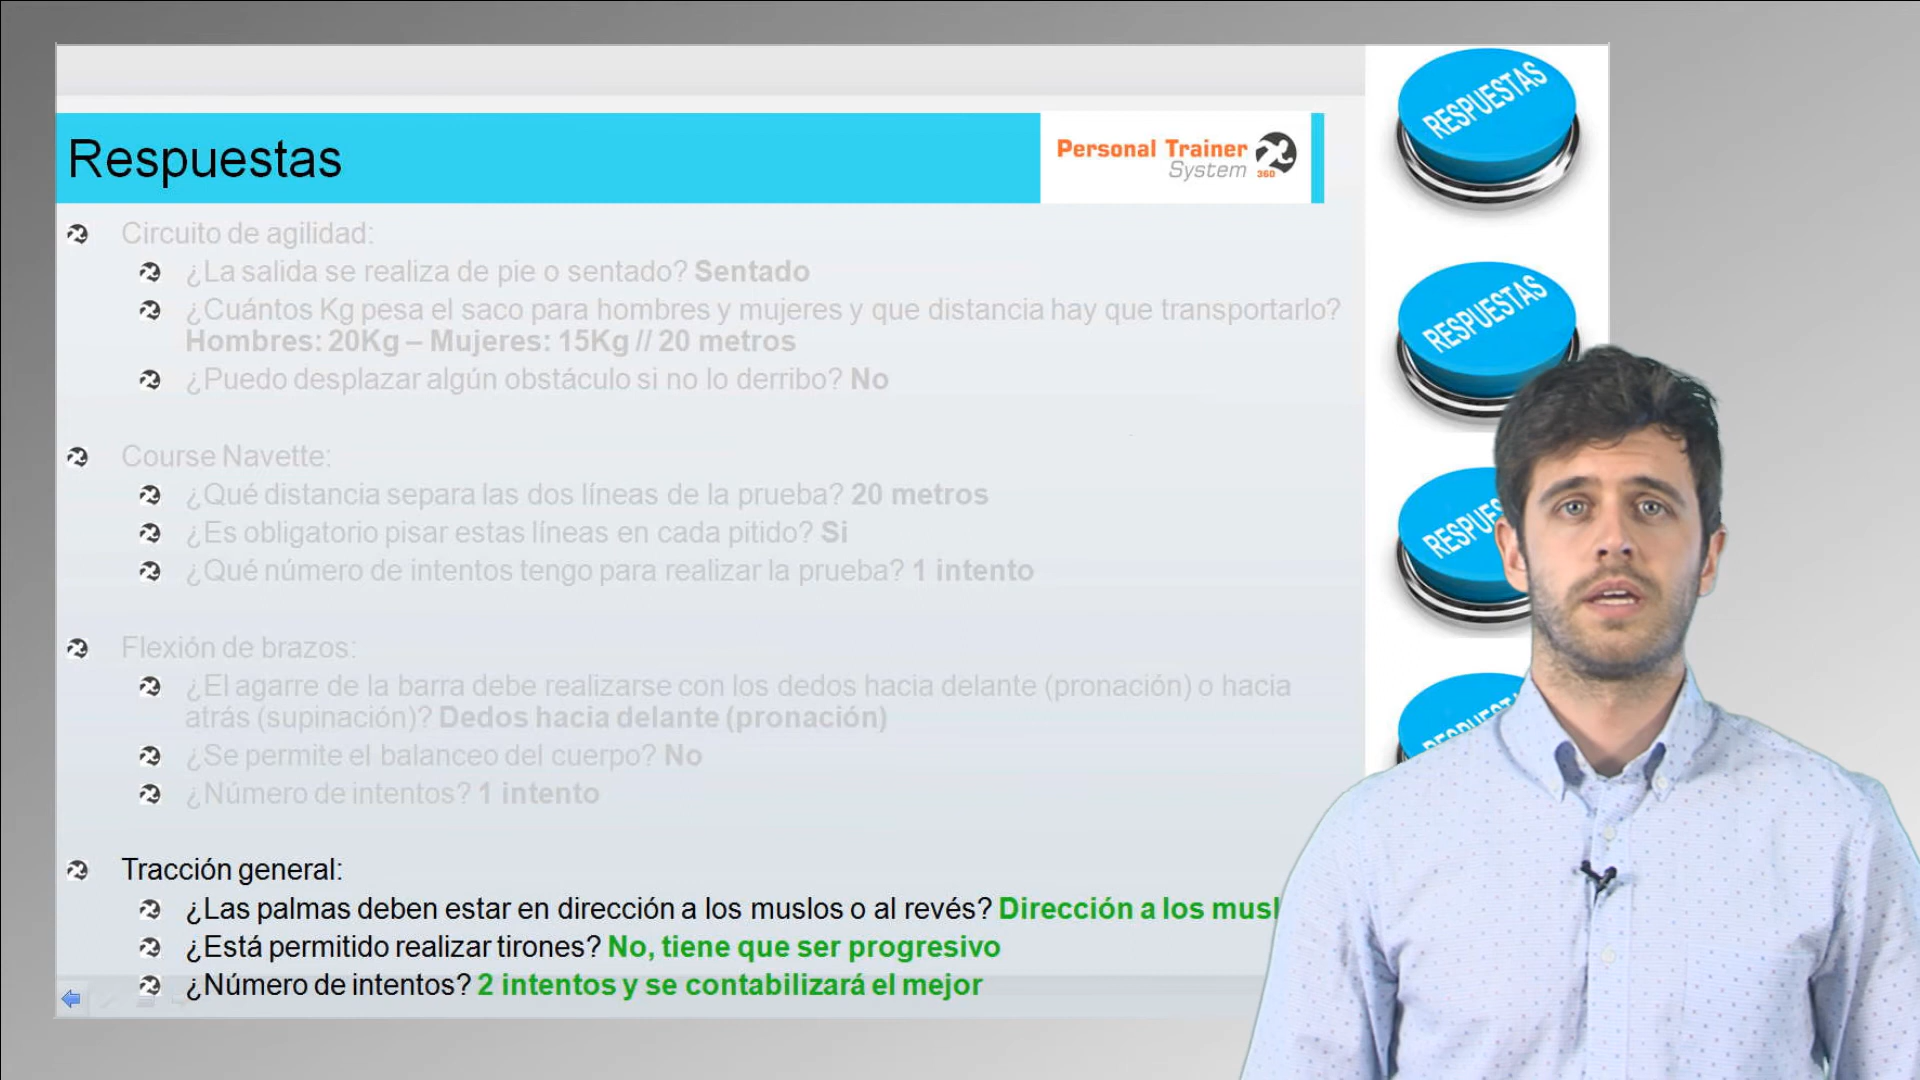 Respuestas
Personal Trainer
System 360
Circuito de agilidad:
¿La salida se realiza de pie o sentado? Sentado
¿Cuántos Kg pesa el saco para hombres y mujeres y que distancia hay que transportarlo?
Hombres: 20Kg – Mujeres: 15Kg // 20 metros
¿Puedo desplazar algún obstáculo si no lo derribo? No
Course Navette:
¿Qué distancia separa las dos líneas de la prueba? 20 metros
¿Es obligatorio pisar estas líneas en cada pitido? Si
¿Qué número de intentos tengo para realizar la prueba? 1 intento
Flexión de brazos:
¿El agarre de la barra debe realizarse con los dedos hacia delante (pronación) o hacia
atrás (supinación)? Dedos hacia delante (pronación)
¿Se permite el balanceo del cuerpo? No
¿Número de intentos? 1 intento
Tracción general:
¿Las palmas deben estar en dirección a los muslos o al revés? Dirección a los
¿Está permitido realizar tirones? No, tiene que ser progresivo
¿Número de intentos? 2 intentos y se contabilizará el mejor
RESPUESTAS
RESPUESTAS